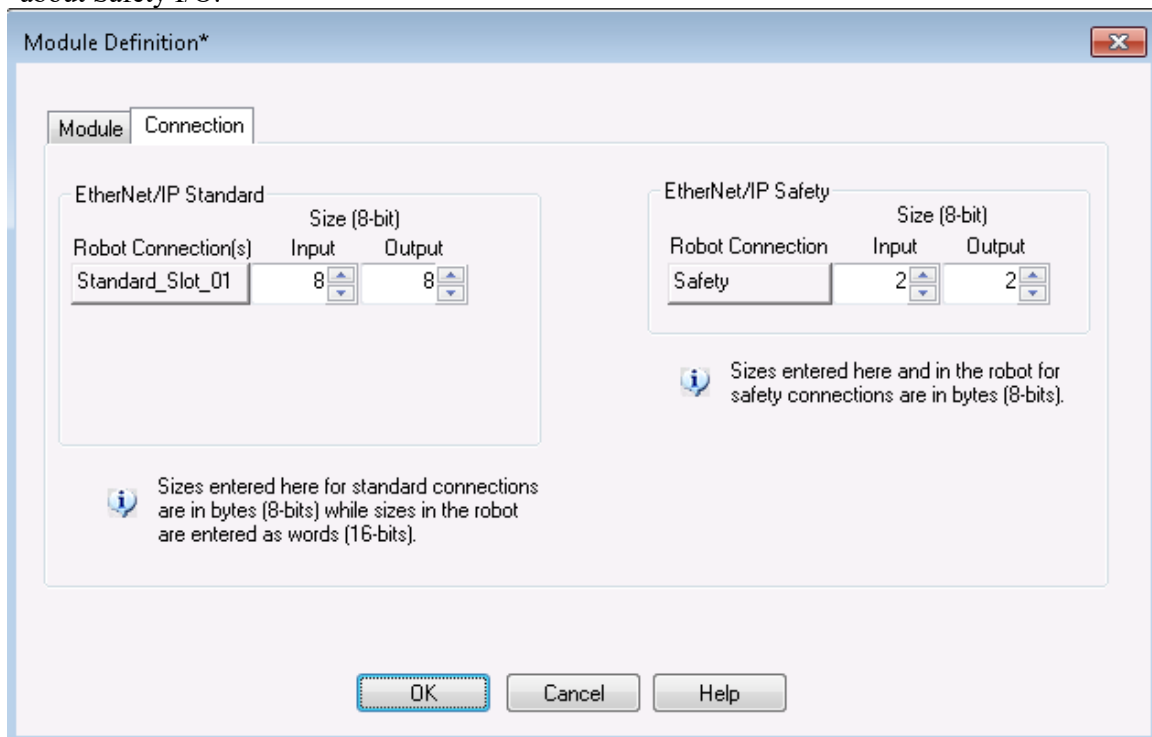 about Safety I/O.
Module Definition*
Module Connection
EtherNet/IP Standard
Size (8-bit)
Robot Connection(s) Input Output
Standard_Slot_01 8 8
Sizes entered here for standard connections
are in bytes (8-bits) while sizes in the robot
are entered as words (16-bits).
EtherNet/IP Safety
Size (8-bit)
Robot Connection Input Output
Safety 2 2
Sizes entered here and in the robot for
safety connections are in bytes (8-bits).
OK Cancel Help